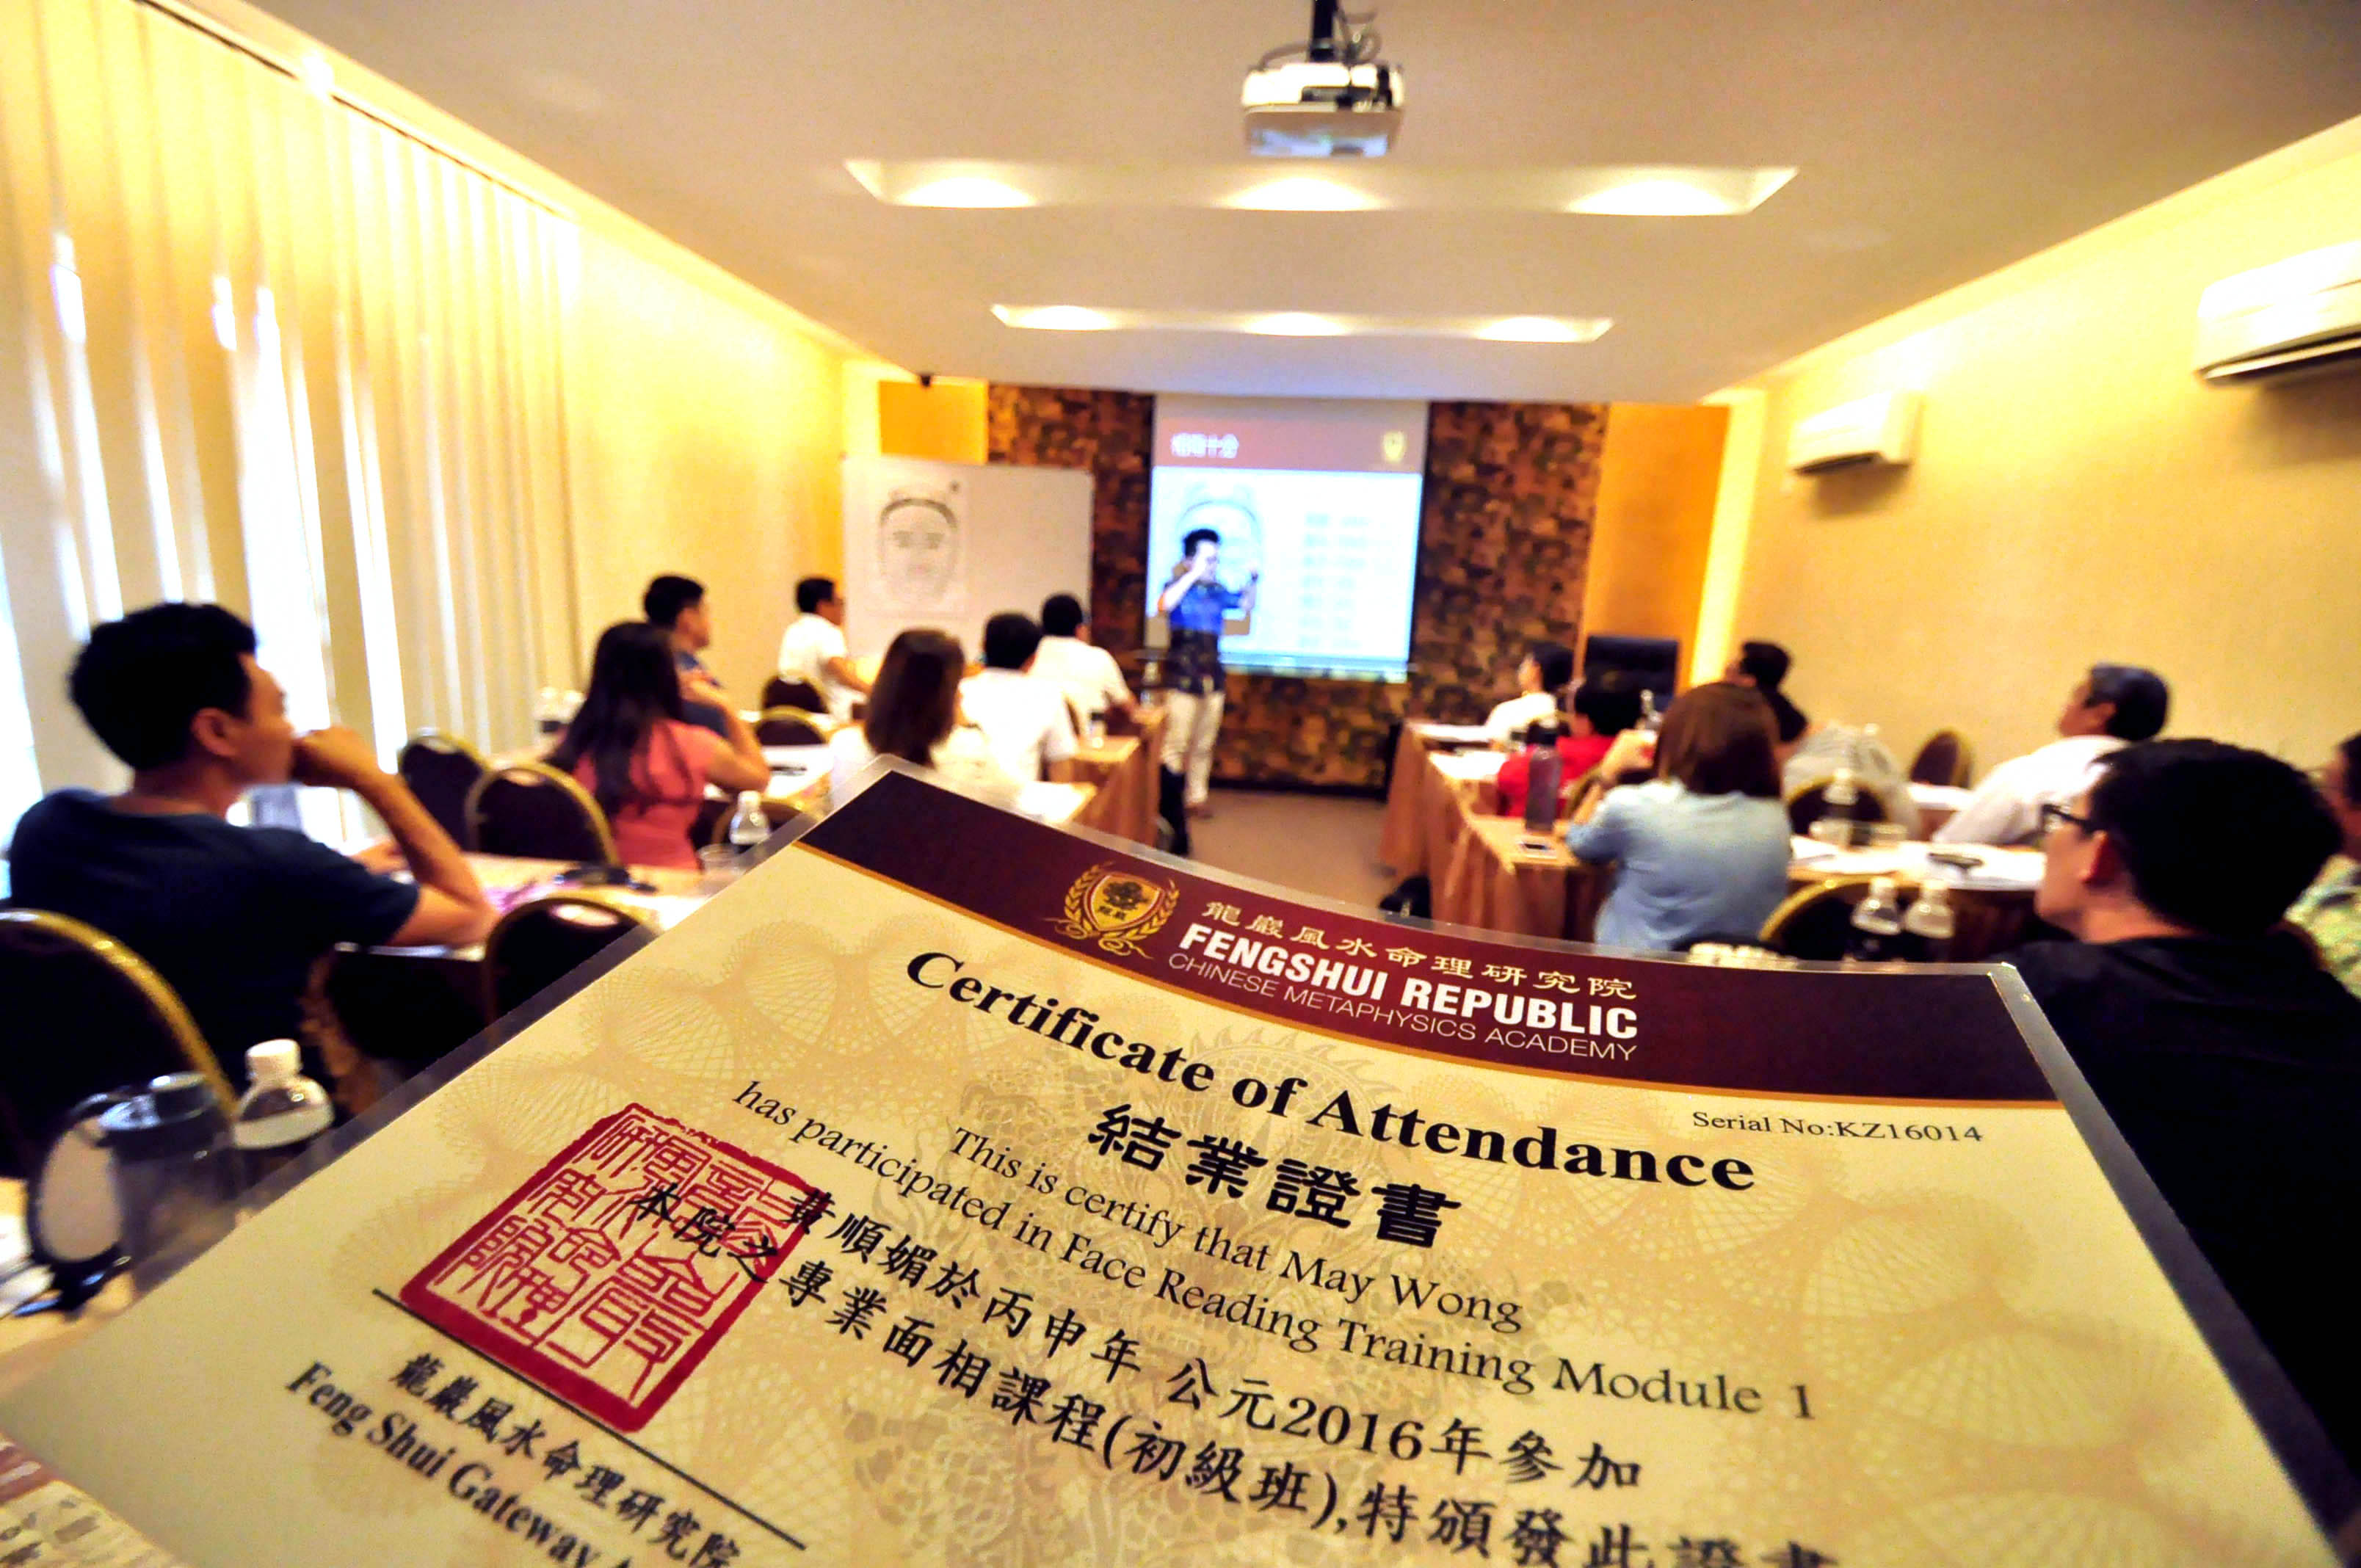 龍巖風水命理研究院
FENGSHUI REPUBLIC
CHINESE METAPHYSICS ACADEMY
Serial No:KZ16014
Certificate of Attendance
結業證書
This is certify that May Wong
has participated in Face Reading Training Module 1
黃順媚於丙申年 公元2016年參加
本院之專業面相課程(初級班),特頒發此證書
龍巖風水命理研究院
Feng Shui Gateway